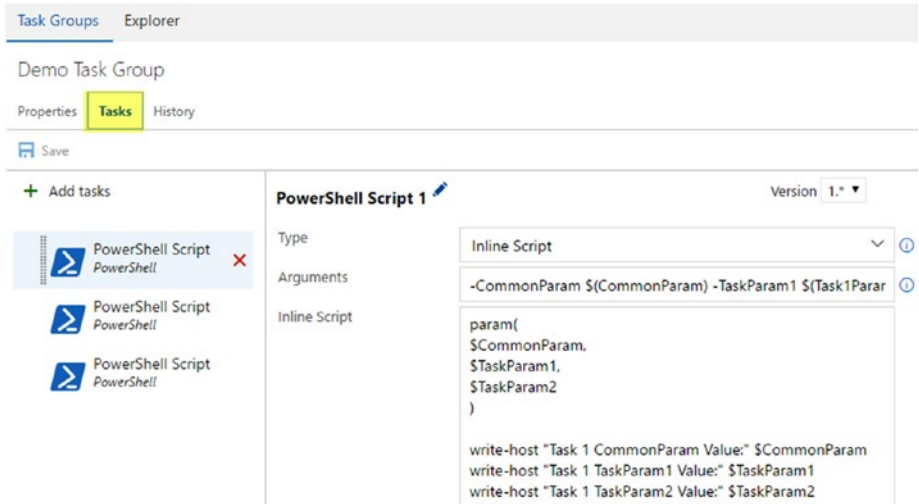 Task Groups Explorer
Demo Task Group
Properties Tasks History
Save
+ Add tasks
PowerShell Script
PowerShell
PowerShell Script
PowerShell
PowerShell Script
PowerShell
PowerShell Script 1
Version 1.*
Type
Inline Script
Arguments
-CommonParam $(CommonParam) -TaskParam1 $(Task1Parar
Inline Script
param(
$CommonParam,
$TaskParam1,
$TaskParam2
)
write-host "Task 1 CommonParam Value:" $CommonParam
write-host "Task 1 TaskParam1 Value:" $TaskParam1
write-host "Task 1 TaskParam2 Value:" $TaskParam2